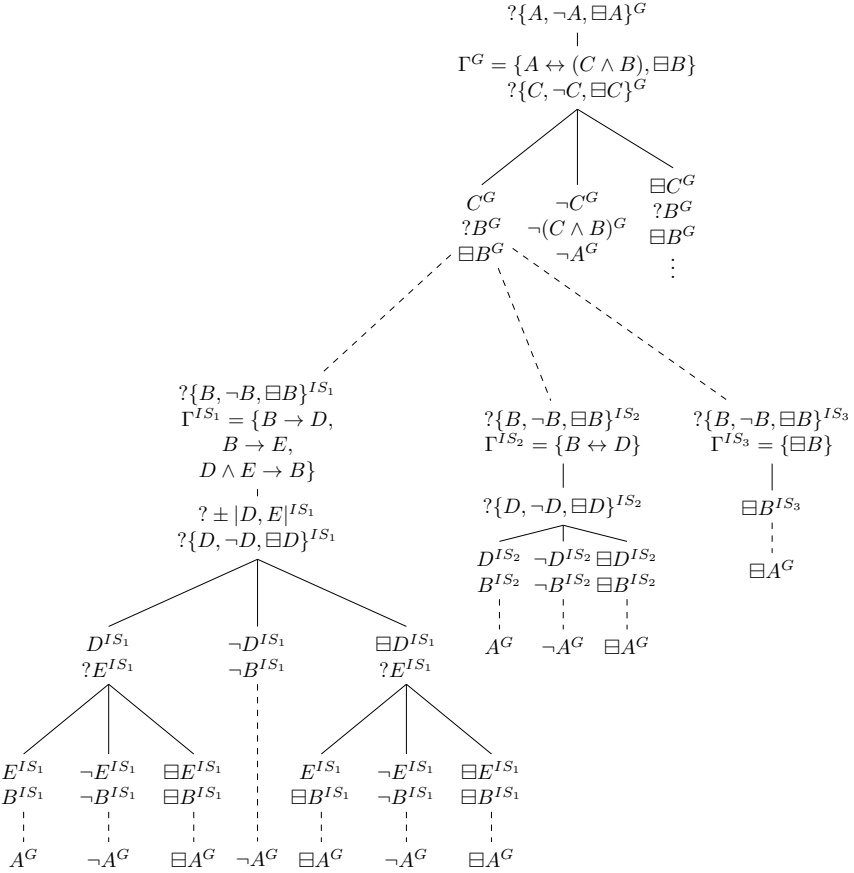 ?{A, ¬A, ⊟A}^G
Γ^G = {A ↔ (C ∧ B), ⊟B}
?{C, ¬C, ⊟C}^G
C^G
?B^G
⊟B^G
¬C^G
¬(C ∧ B)^G
¬A^G
⊟C^G
?B^G
⊟B^G
⋮
?{B, ¬B, ⊟B}^{IS_1}
Γ^{IS_1} = {B → D,
B → E,
D ∧ E → B}
? ± |D, E|^{IS_1}
?{D, ¬D, ⊟D}^{IS_1}
D^{IS_1}
?E^{IS_1}
¬D^{IS_1}
¬B^{IS_1}
⊟D^{IS_1}
?E^{IS_1}
E^{IS_1} ¬E^{IS_1} ⊟E^{IS_1} E^{IS_1} ¬E^{IS_1} ⊟E^{IS_1}
B^{IS_1} ¬B^{IS_1} ⊟B^{IS_1} ⊟B^{IS_1} ¬B^{IS_1} ⊟B^{IS_1}
A^G ¬A^G ⊟A^G ¬A^G ⊟A^G ¬A^G ⊟A^G
?{B, ¬B, ⊟B}^{IS_2}
Γ^{IS_2} = {B ↔ D}
?{D, ¬D, ⊟D}^{IS_2}
D^{IS_2} ¬D^{IS_2} ⊟D^{IS_2}
B^{IS_2} ¬B^{IS_2} ⊟B^{IS_2}
A^G ¬A^G ⊟A^G
?{B, ¬B, ⊟B}^{IS_3}
Γ^{IS_3} = {⊟B}
⊟B^{IS_3}
⊟A^G